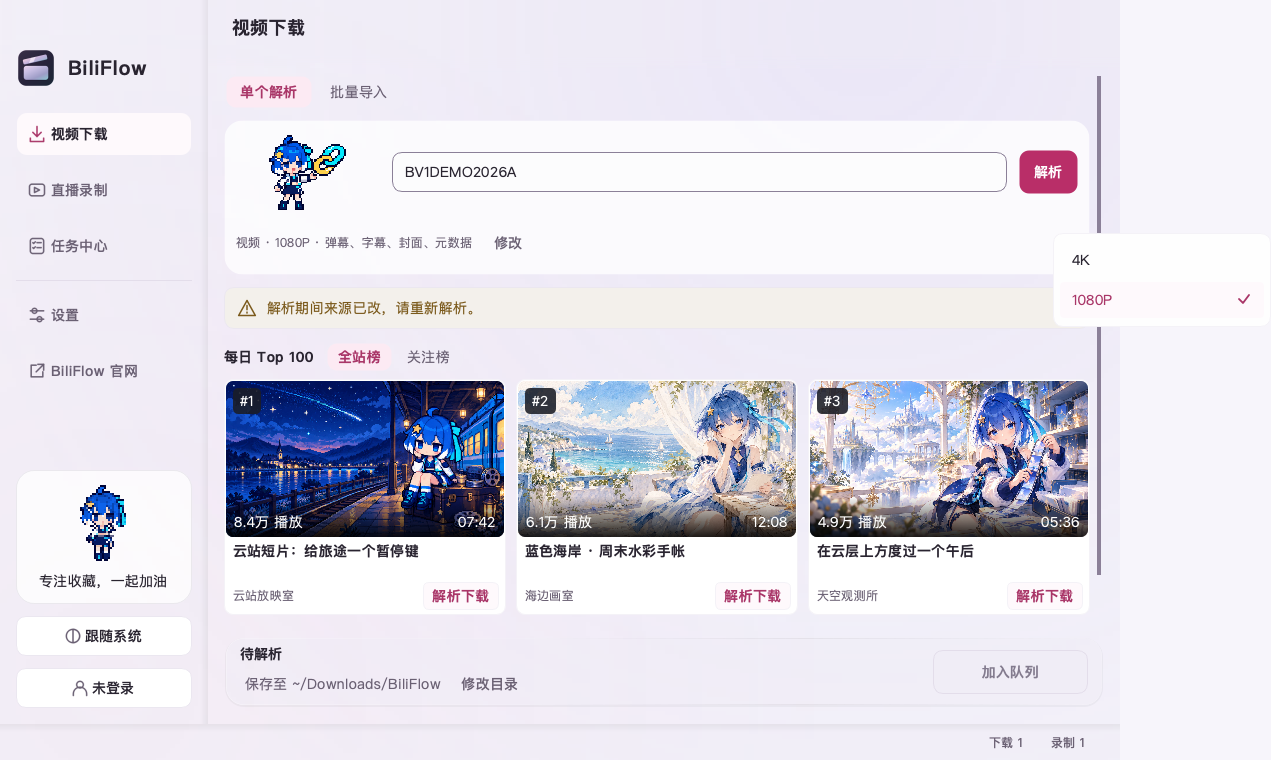 视频下载
BiliFlow
视频下载
直播录制
任务中心
设置
BiliFlow 官网
专注收藏，一起加油
跟随系统
未登录
单个解析 批量导入
BV1DEMO2026A 解析
视频 · 1080P · 弹幕、字幕、封面、元数据 修改
4K
1080P
解析期间来源已改，请重新解析。
每日 Top 100 全站榜 关注榜
#1
8.4万 播放 07:42
云站短片：给旅途一个暂停键
云站放映室 解析下载
#2
6.1万 播放 12:08
蓝色海岸 · 周末水彩手帐
海边画室 解析下载
#3
4.9万 播放 05:36
在云层上方度过一个午后
天空观测所 解析下载
待解析
保存至 ~/Downloads/BiliFlow 修改目录
加入队列
下载 1 录制 1